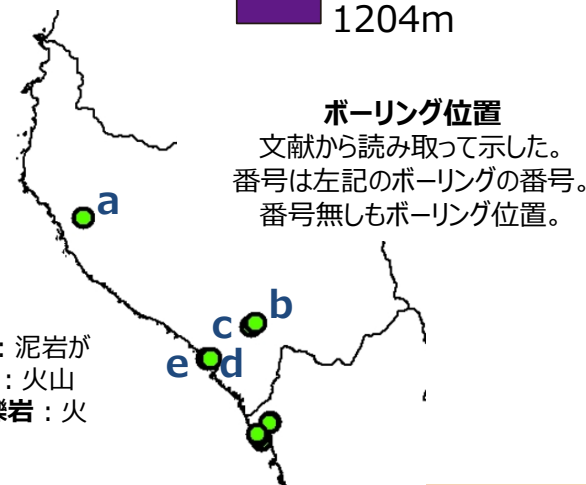 1204m
ボーリング位置
文献から読み取って示した。
番号は左記のボーリングの番号。
番号無しもボーリング位置。
a
b
c
e d
：泥岩が
：火山
礫岩：火